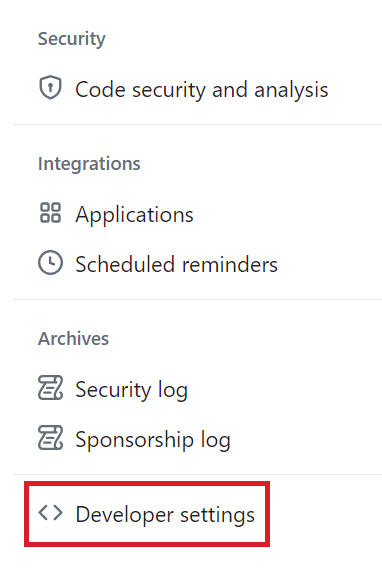 Security
Code security and analysis
Integrations
Applications
Scheduled reminders
Archives
Security log
Sponsorship log
Developer settings